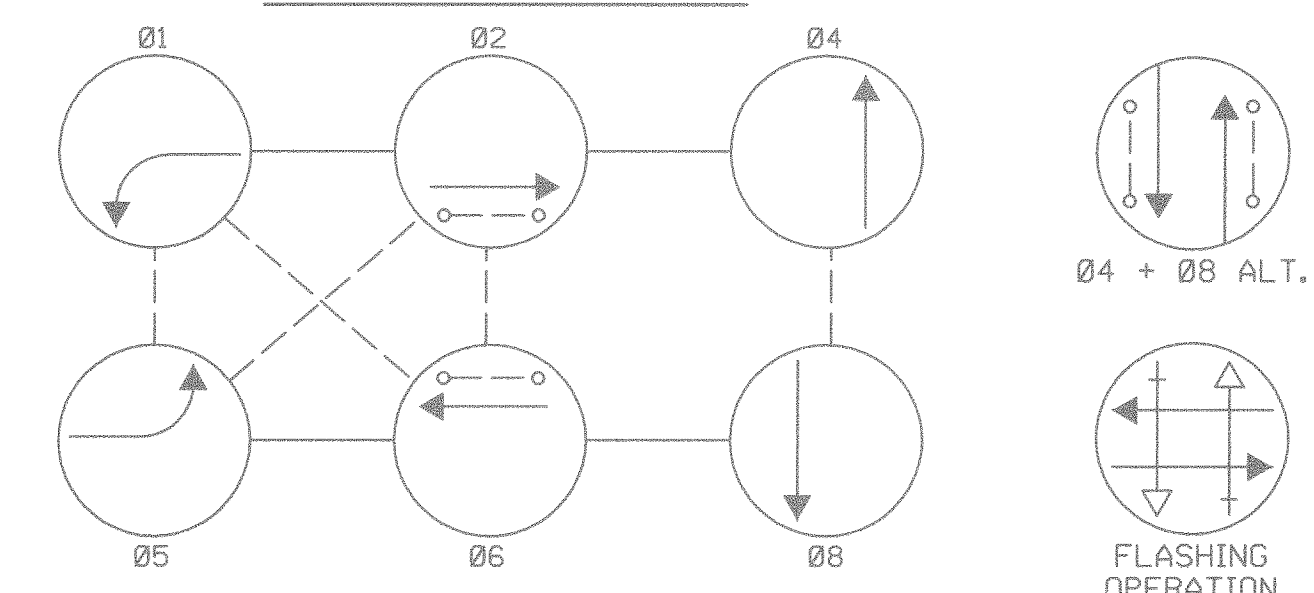 Ø1 Ø2 Ø4
Ø4 + Ø8 ALT.
Ø5 Ø6 Ø8
FLASHING
OPERATION